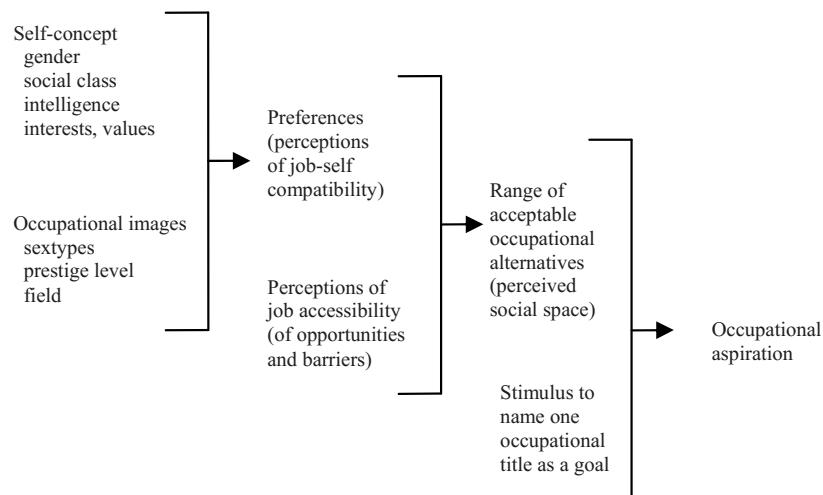 Self-concept
gender
social class
intelligence
interests, values
Occupational images
sextypes
prestige level
field
Preferences
(perceptions
of job-self
compatibility)
Perceptions of
job accessibility
(of opportunities
and barriers)
Range of
acceptable
occupational
alternatives
(perceived
social space)
Stimulus to
name one
occupational
title as a goal
Occupational
aspiration